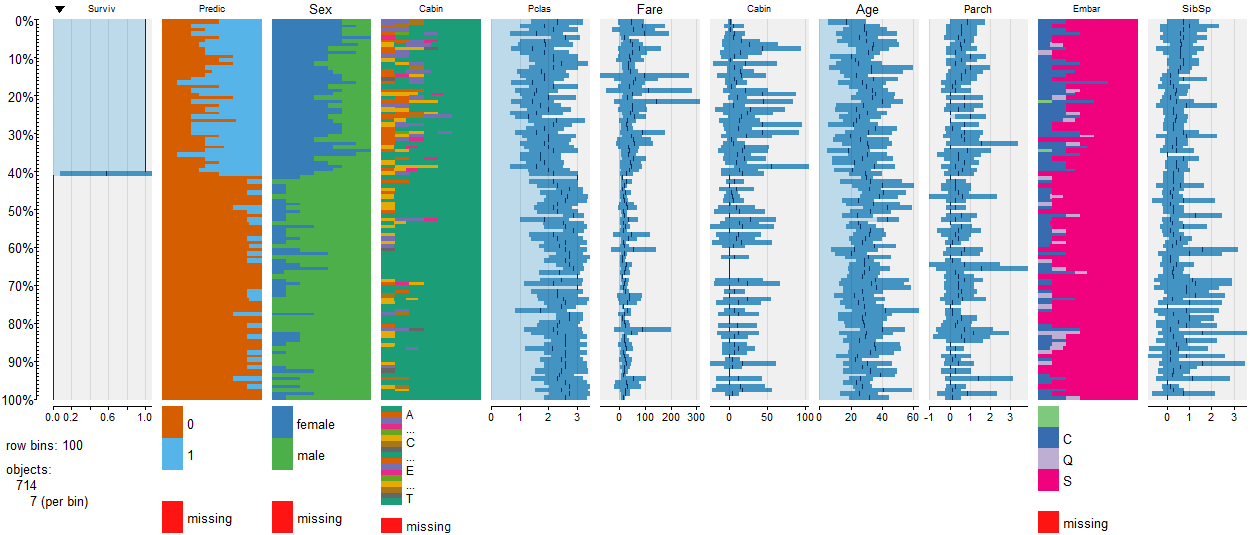 Surviv Predic Sex Cabin Pclas Fare Cabin Age Parch Embar SibSp
0%
10%
20%
30%
40%
50%
60%
70%
80%
90%
100%
0.0 0.2 0.6 1.0 0 1 2 3 0 100 200 300 0 50 100 0 20 40 60 -1 0 1 2 3 0 1 2 3
0 female A
...
C C
1 male ... Q
E S
...
T
missing missing missing missing
row bins: 100
objects:
714
7 (per bin)